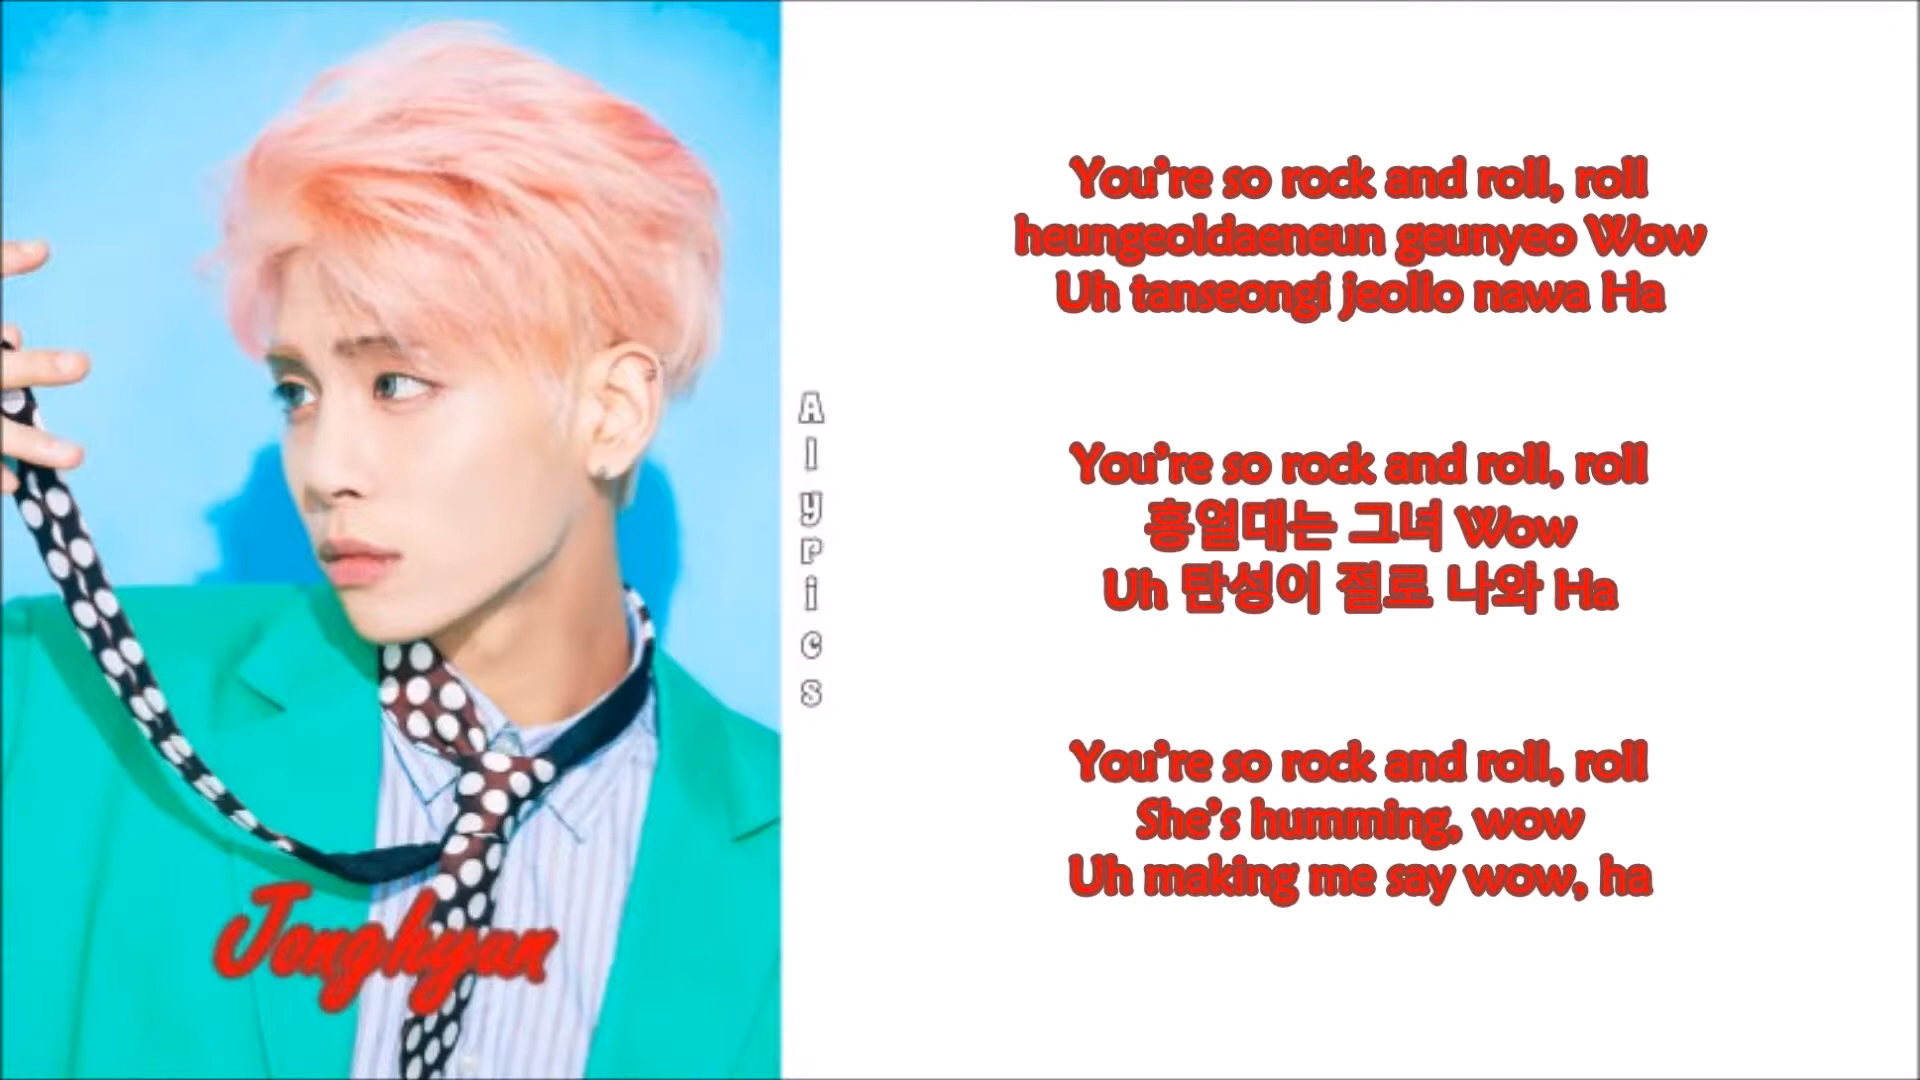 You're so rock and roll, roll
heungeoldaeneun geunyeo Wow
Uh tanseongi jeollo nawa Ha
You're so rock and roll, roll
흥얼대는 그녀 Wow
Uh 탄성이 절로 나와 Ha
You're so rock and roll, roll
She's humming, wow
Uh making me say wow, ha
Alyrics
Jonghyun